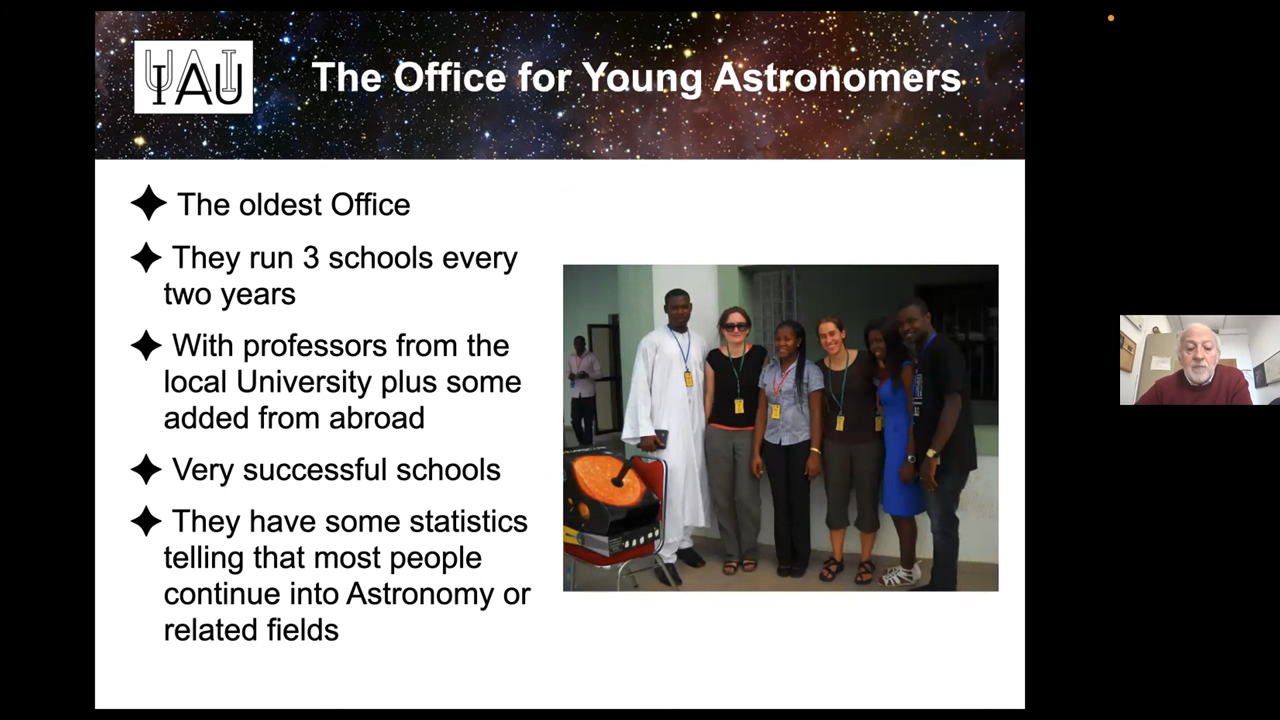 UAI
IAU
The Office for Young Astronomers
The oldest Office
They run 3 schools every
two years
With professors from the
local University plus some
added from abroad
Very successful schools
They have some statistics
telling that most people
continue into Astronomy or
related fields